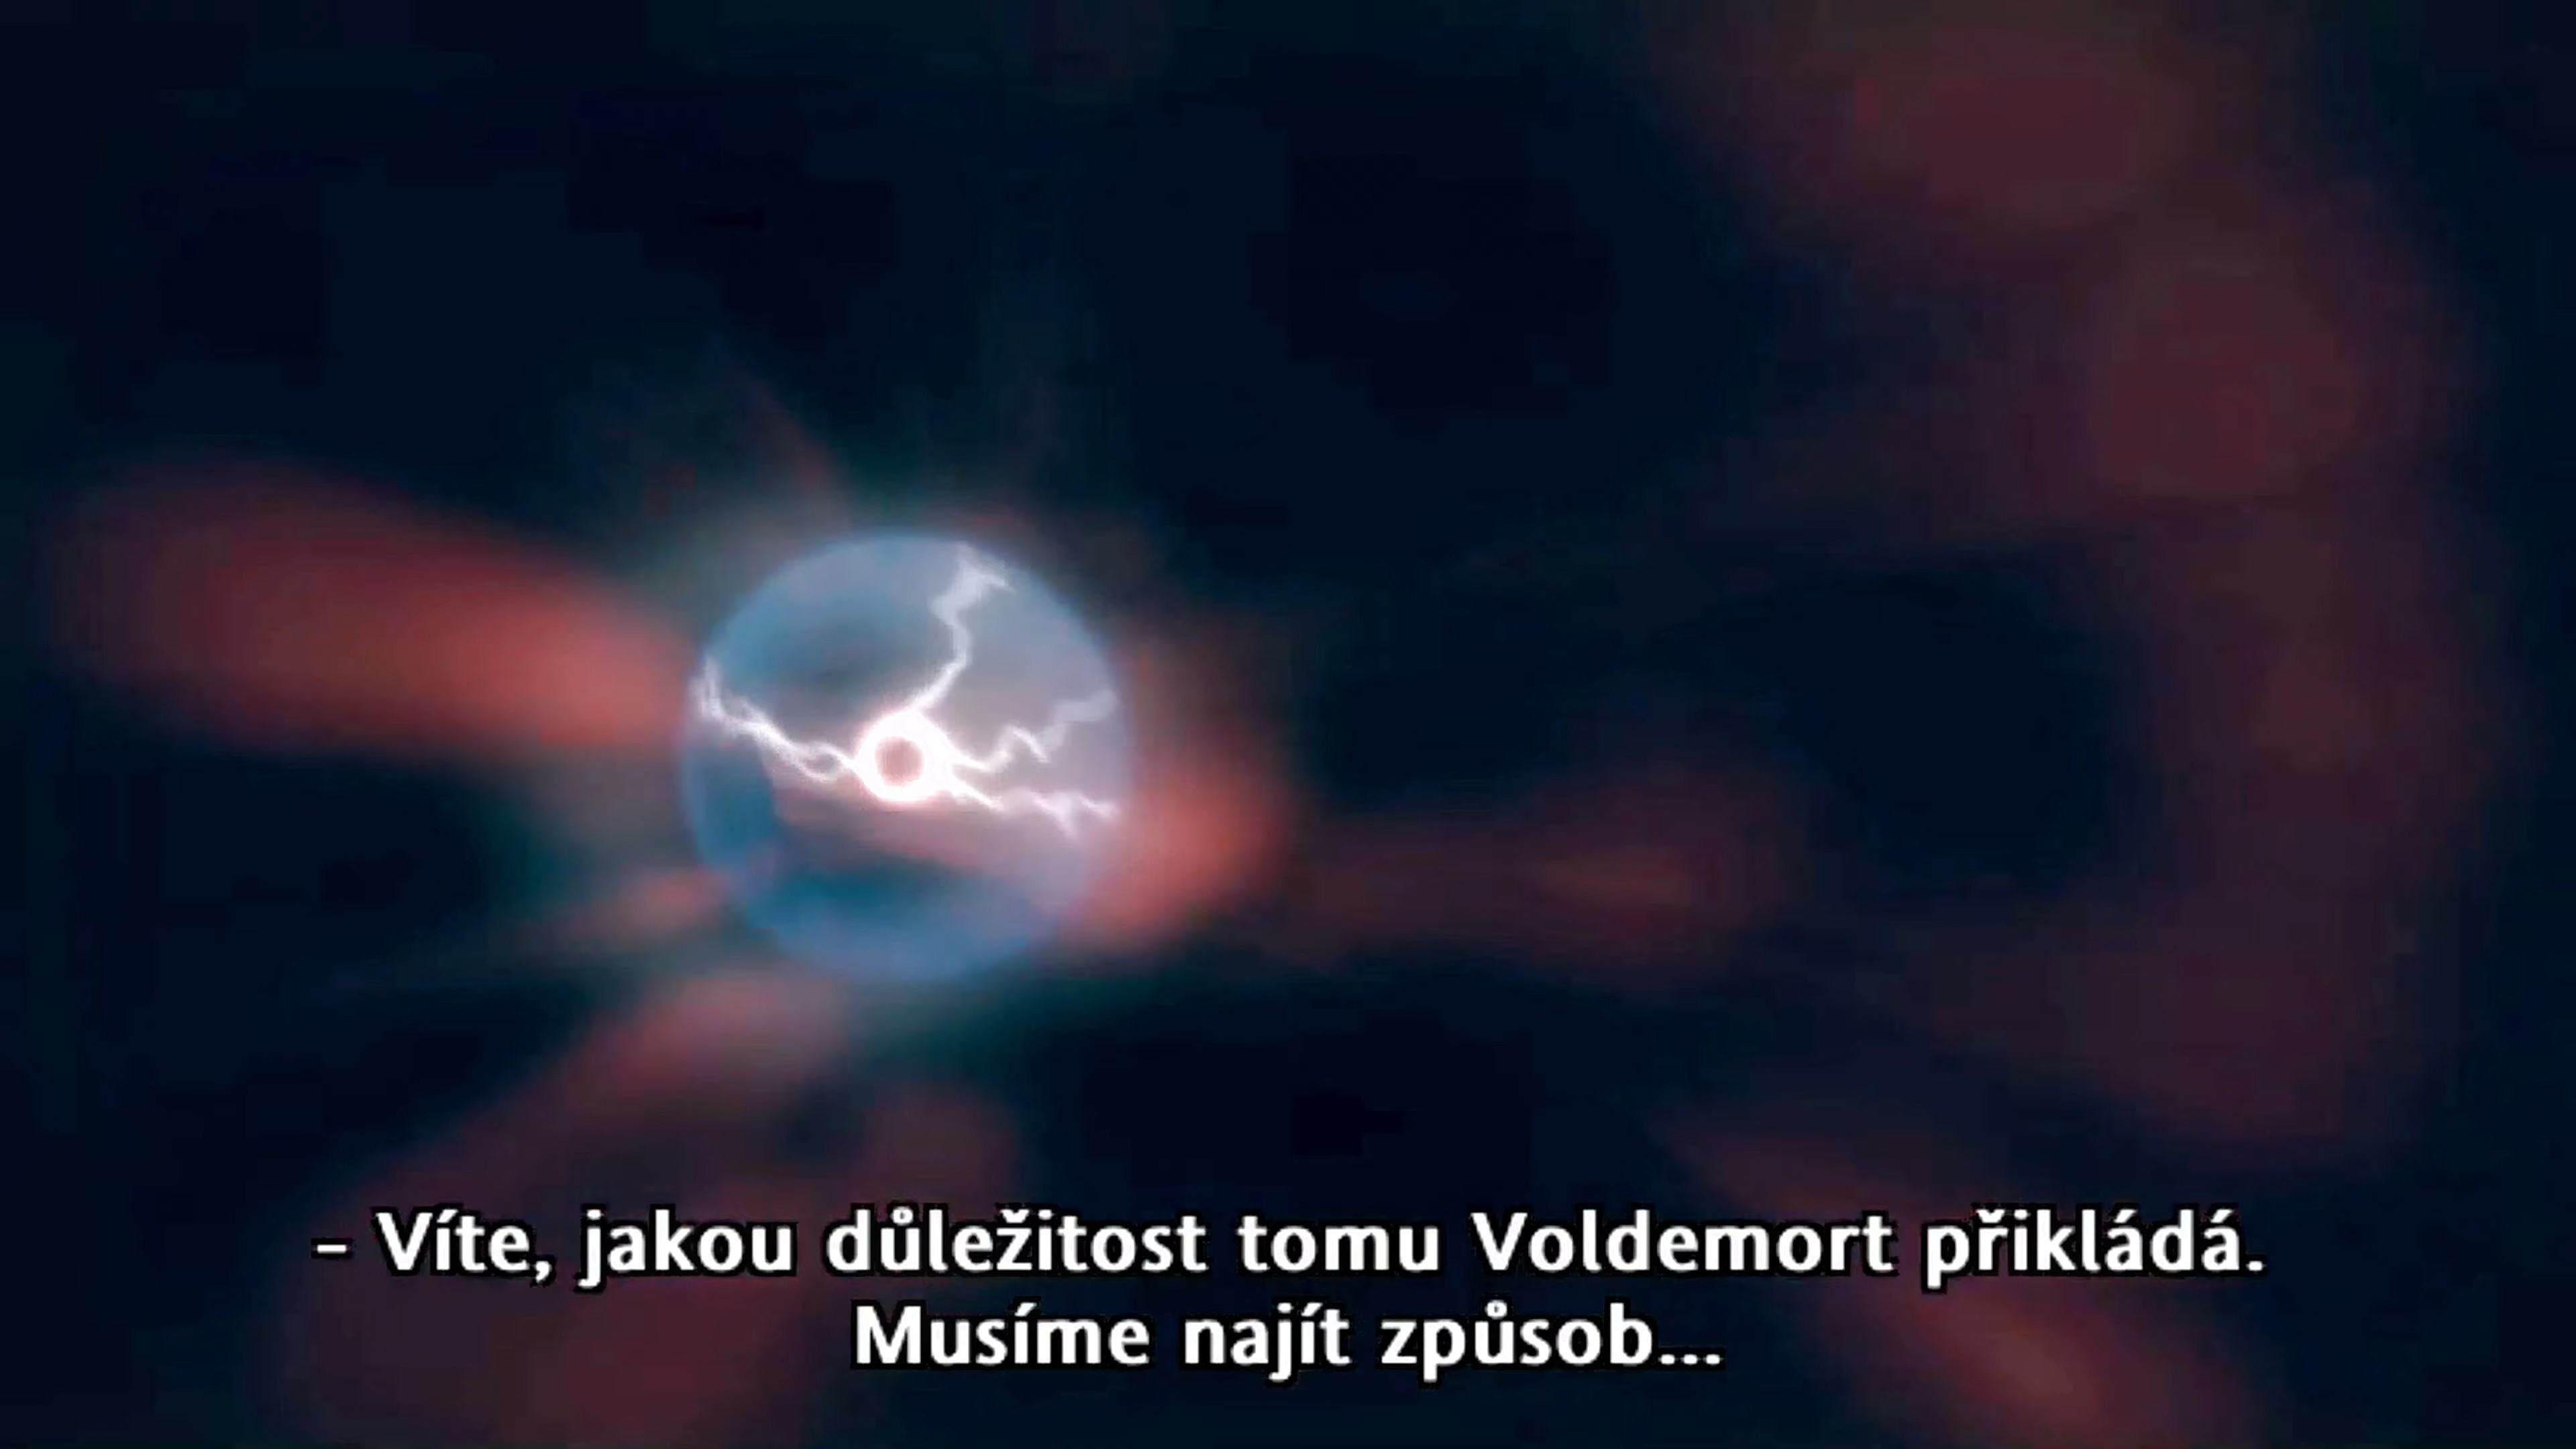 - Víte, jakou důležitost tomu Voldemort přikládá.
Musíme najít způsob...